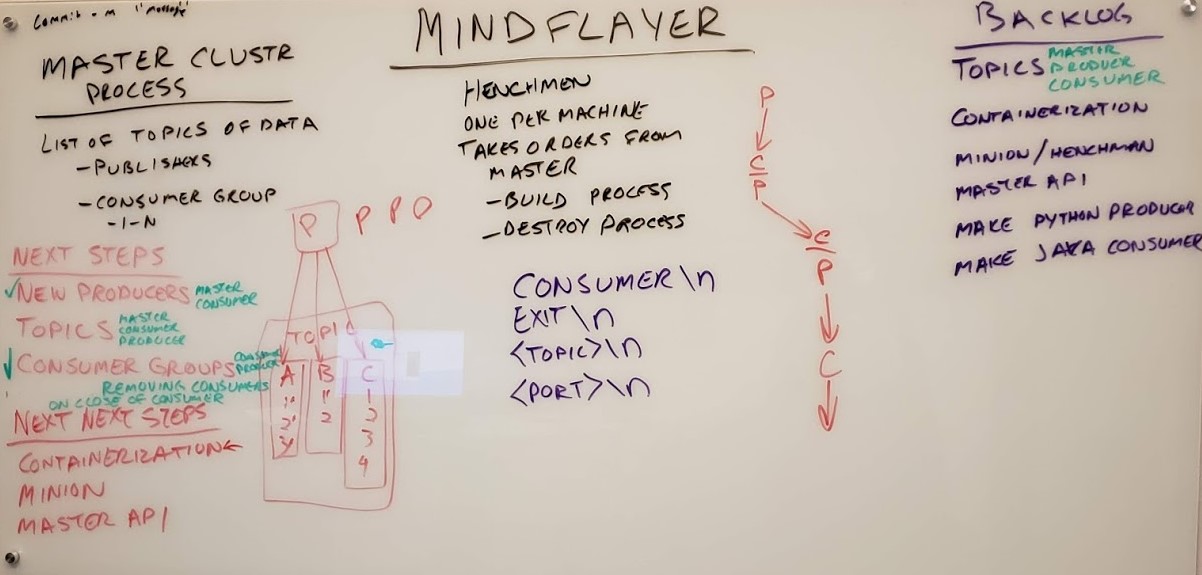 Commit -m "message"
MINDFLAYER
MASTER CLUSTR
PROCESS
LIST OF TOPICS OF DATA
-PUBLISHERS
-CONSUMER GROUP
-1-N
NEXT STEPS
✓NEW PRODUCERS MASTER
CONSUMER
TOPICS MASTER
CONSUMER
PRODUCER
✓CONSUMER GROUPS CONSUMER
PRODUCER
REMOVING CONSUMERS
ON CLOSE OF CONSUMER
NEXT NEXT STEPS
CONTAINERIZATION←
MINION
MASTER API
P P P
TOPIC
A B C
1 1 1
2 2 2
3 3
4
HENCHMEN
ONE PER MACHINE
TAKES ORDERS FROM
MASTER
-BUILD PROCESS
-DESTROY PROCESS
CONSUMER\n
EXIT\n
<TOPIC>\n
<PORT>\n
P
C
P
C
P
C
BACKLOG
TOPICS MASTER
PRODUCER
CONSUMER
CONTAINERIZATION
MINION/HENCHMAN
MASTER API
MAKE PYTHON PRODUCER
MAKE JAVA CONSUMER